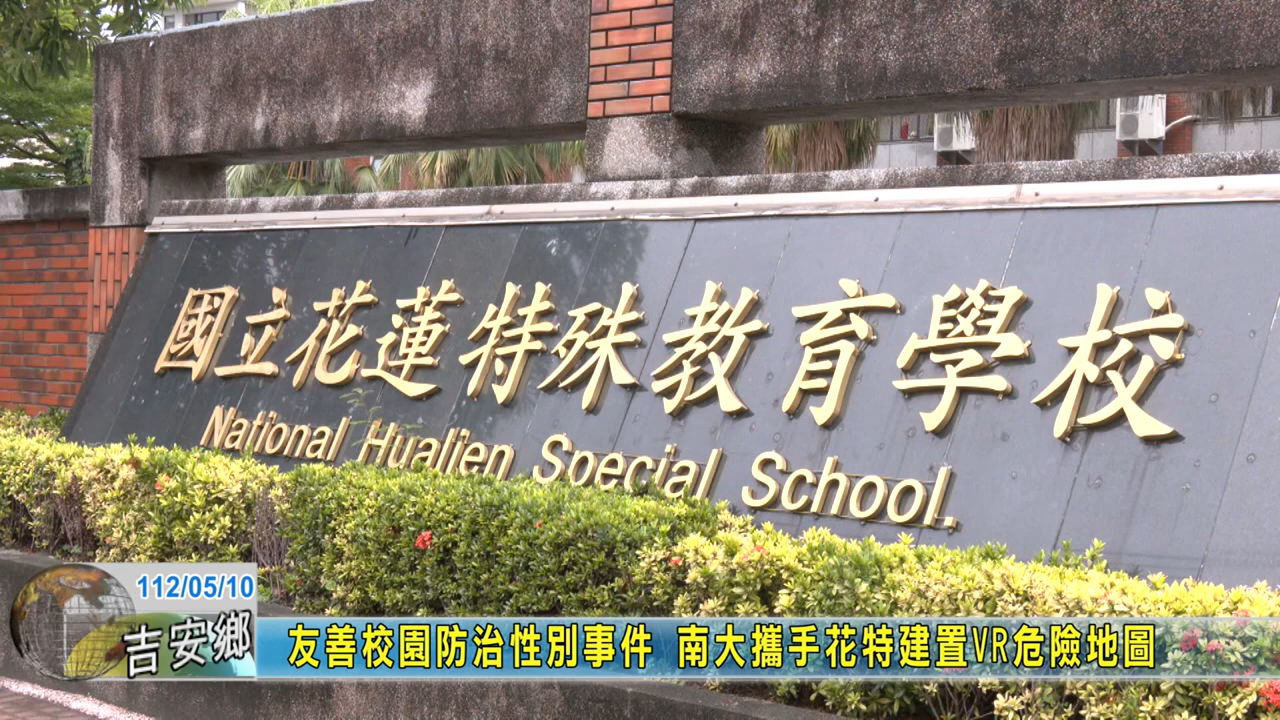 國立花蓮特殊教育學校
National Hualien Special School.
112/05/10
吉安鄉
友善校園防治性別事件 南大攜手花特建置VR危險地圖